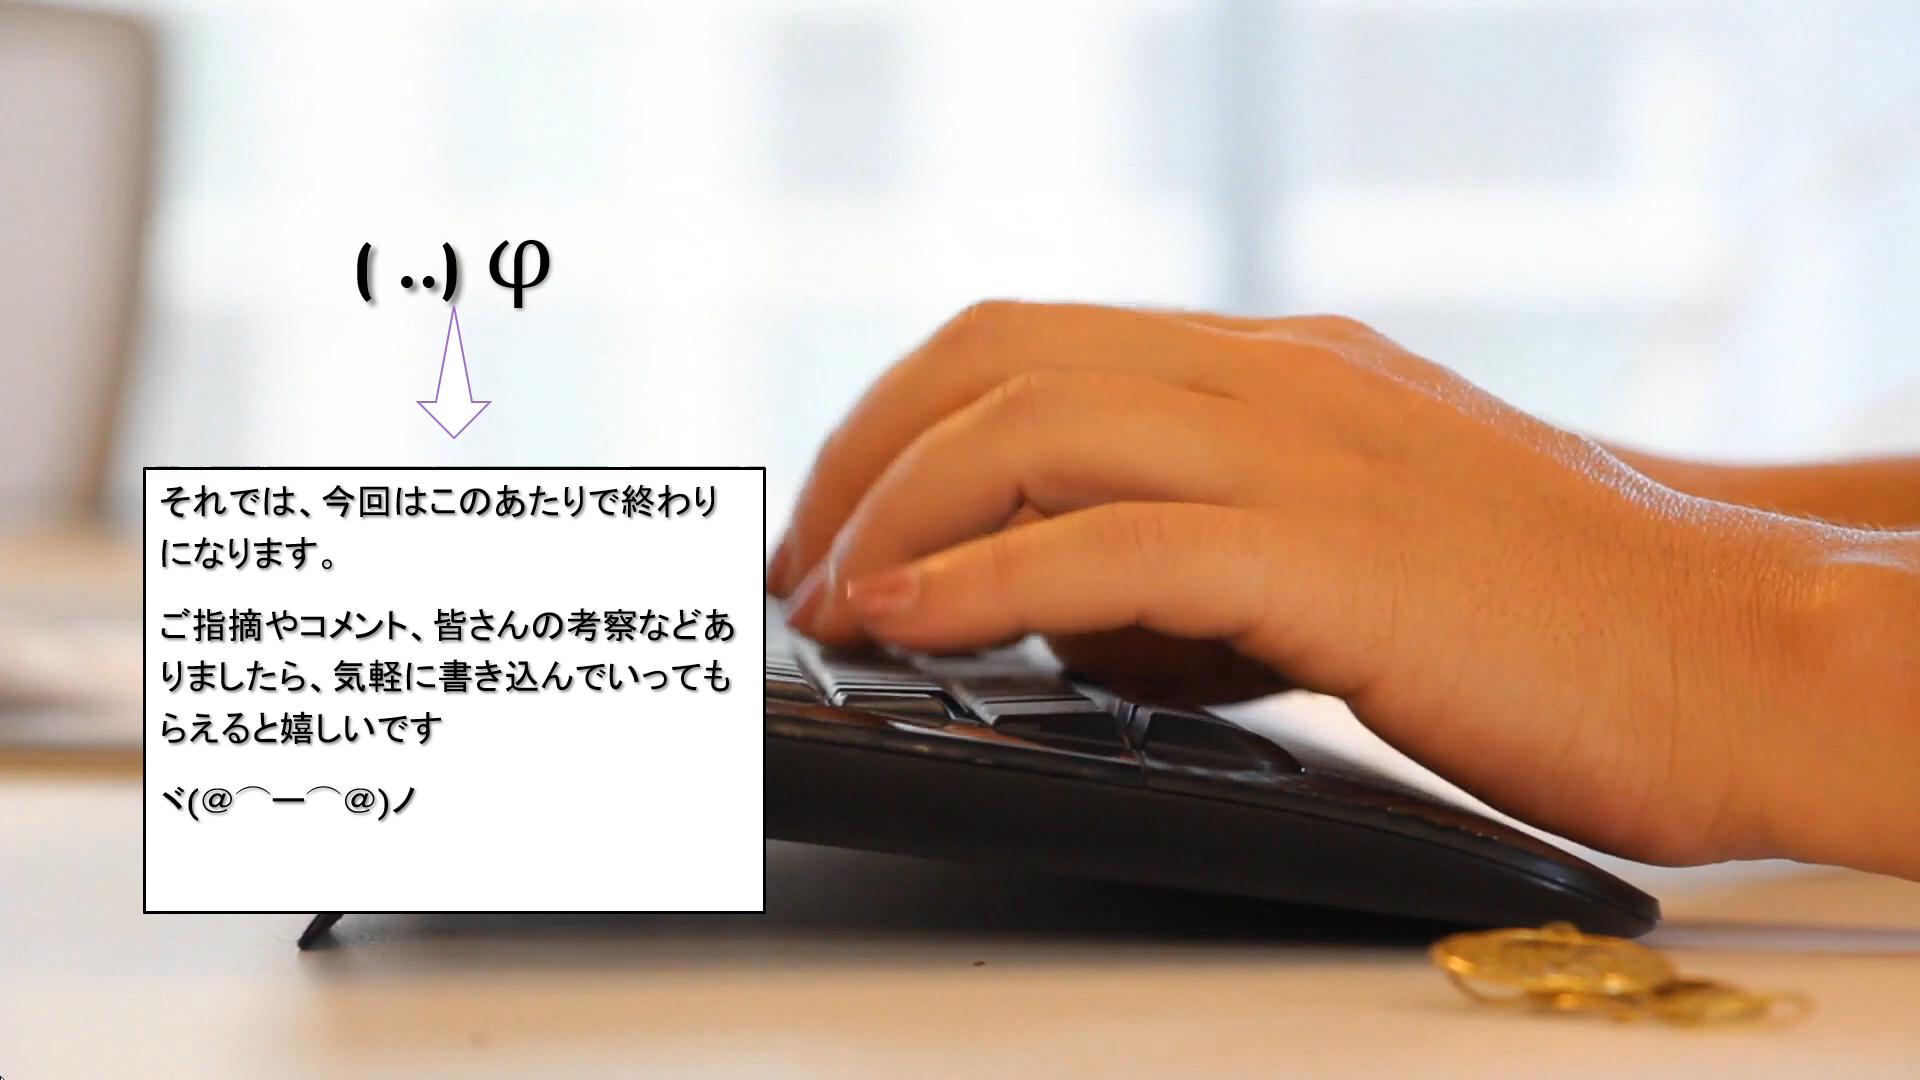 ( ..) φ
それでは、今回はこのあたりで終わり
になります。
ご指摘やコメント、皆さんの考察などあ
りましたら、気軽に書き込んでいっても
らえると嬉しいです
ヾ(@⌒ー⌒@)ノ